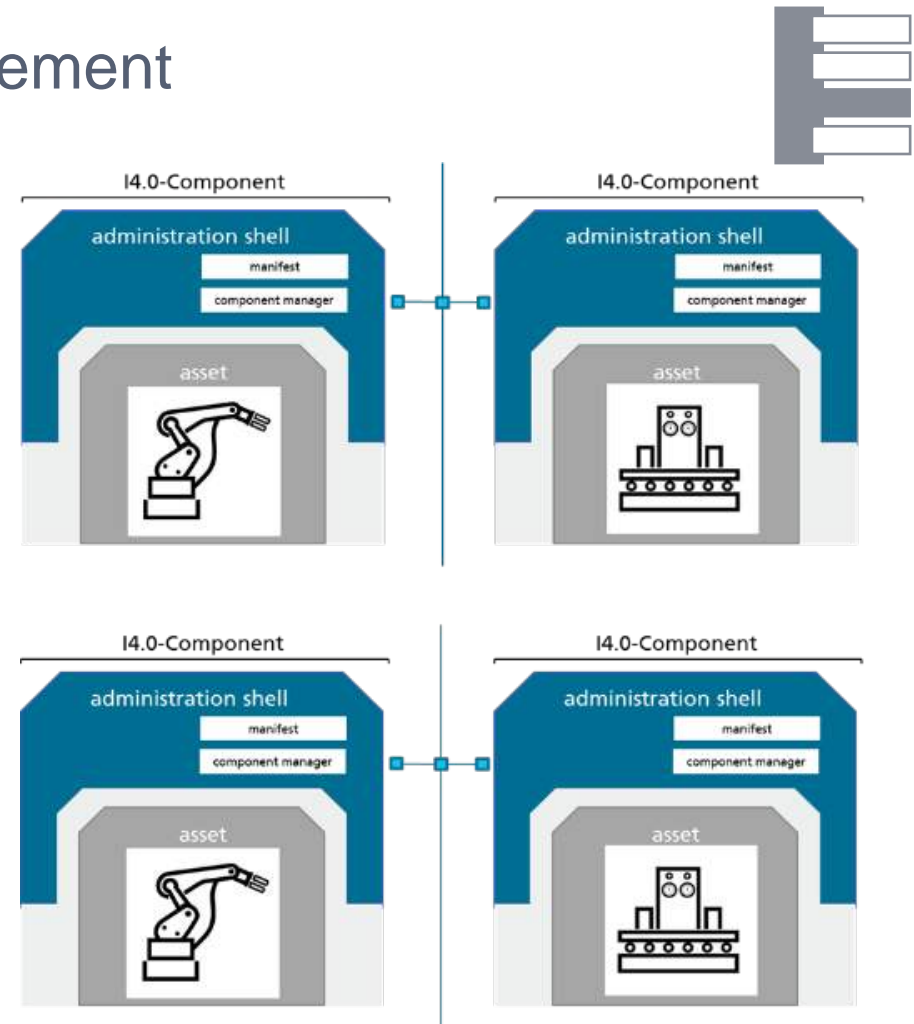 ement
I4.0-Component
I4.0-Component
administration shell
administration shell
manifest
manifest
component manager
component manager
asset
asset
I4.0-Component
I4.0-Component
administration shell
administration shell
manifest
manifest
component manager
component manager
asset
asset